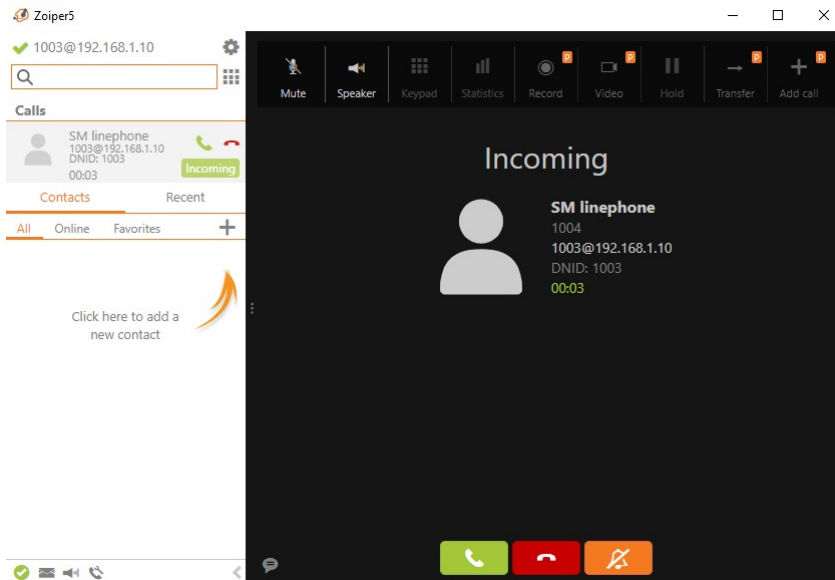 Zoiper5
1003@192.168.1.10
Calls
SM linephone
1003@192.168.1.10
DNID: 1003
00:03
Incoming
Contacts Recent
All Online Favorites
Click here to add a
new contact
Mute Speaker Keypad Statistics Record Video Hold Transfer Add call
P P P P
Incoming
SM linephone
1004
1003@192.168.1.10
DNID: 1003
00:03